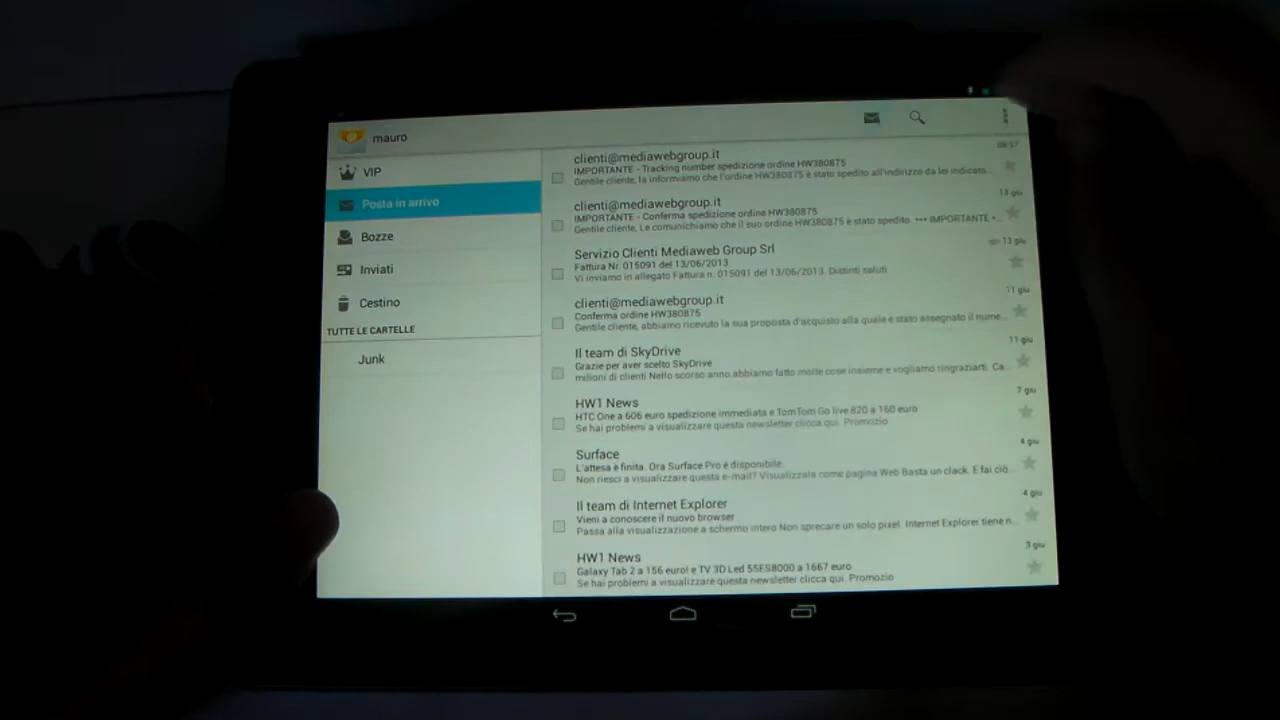 mauro
VIP
Posta in arrivo
Bozze
Inviati
Cestino
TUTTE LE CARTELLE
Junk
08:57
clienti@mediawebgroup.it
IMPORTANTE - Tracking number spedizione ordine HW380875
Gentile cliente, la informiamo che l'ordine HW380875 è stato spedito all'indirizzo da lei indicato...
13 giu
clienti@mediawebgroup.it
IMPORTANTE - Conferma spedizione ordine HW380875
Gentile cliente, Le comunichiamo che il suo ordine HW380875 è stato spedito. *** IMPORTANTE *...
13 giu
Servizio Clienti Mediaweb Group Srl
Fattura Nr. 015091 del 13/06/2013
Vi inviamo in allegato Fattura n. 015091 del 13/06/2013. Distinti saluti
11 giu
clienti@mediawebgroup.it
Conferma ordine HW380875
Gentile cliente, abbiamo ricevuto la sua proposta d'acquisto alla quale è stato assegnato il nume...
11 giu
Il team di SkyDrive
Grazie per aver scelto SkyDrive
milioni di clienti Nello scorso anno abbiamo fatto molte cose insieme e vogliamo ringraziarti. Ca...
7 giu
HW1 News
HTC One a 606 euro spedizione immediata e TomTom Go live 820 a 160 euro
Se hai problemi a visualizzare questa newsletter clicca qui. Promozio
4 giu
Surface
L'attesa è finita. Ora Surface Pro è disponibile.
Non riesci a visualizzare questa e-mail? Visualizzala come pagina Web Basta un clack. E fai ciò...
4 giu
Il team di Internet Explorer
Vieni a conoscere il nuovo browser
Passa alla visualizzazione a schermo intero Non sprecare un solo pixel. Internet Explorer tiene n...
3 giu
HW1 News
Galaxy Tab 2 a 156 euro! e TV 3D Led 55ES8000 a 1667 euro
Se hai problemi a visualizzare questa newsletter clicca qui. Promozio